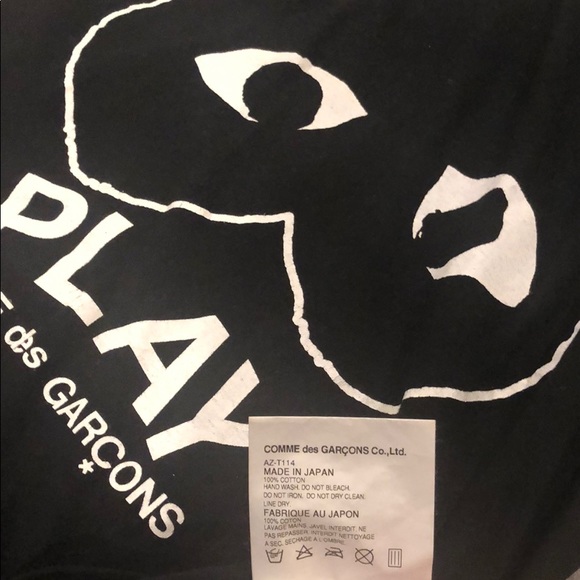 PLAY
des GARÇONS
*
COMME des GARÇONS Co.,Ltd.
AZ-T114
MADE IN JAPAN
100% COTTON
HAND WASH. DO NOT BLEACH.
DO NOT IRON. DO NOT DRY CLEAN.
LINE DRY.
FABRIQUE AU JAPON
100% COTON
LAVAGE MAINS, JAVEL INTERDIT, NE
PAS REPASSER, INTERDIT NETTOYAGE
A SEC, SECHAGE A L'OMBRE.